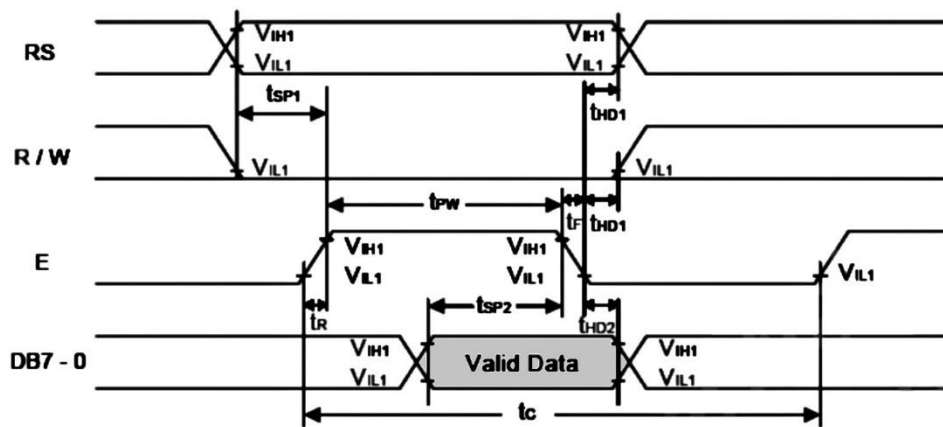 VIH1 VIH1
RS
VIL1 VIL1
tSP1 tHD1
R / W
VIL1 VIL1
tPW tF tHD1
VIH1 VIH1
E
VIL1 VIL1 VIL1
tR tSP2 tHD2
VIH1 VIH1
DB7 - 0 Valid Data
VIL1 VIL1
tC